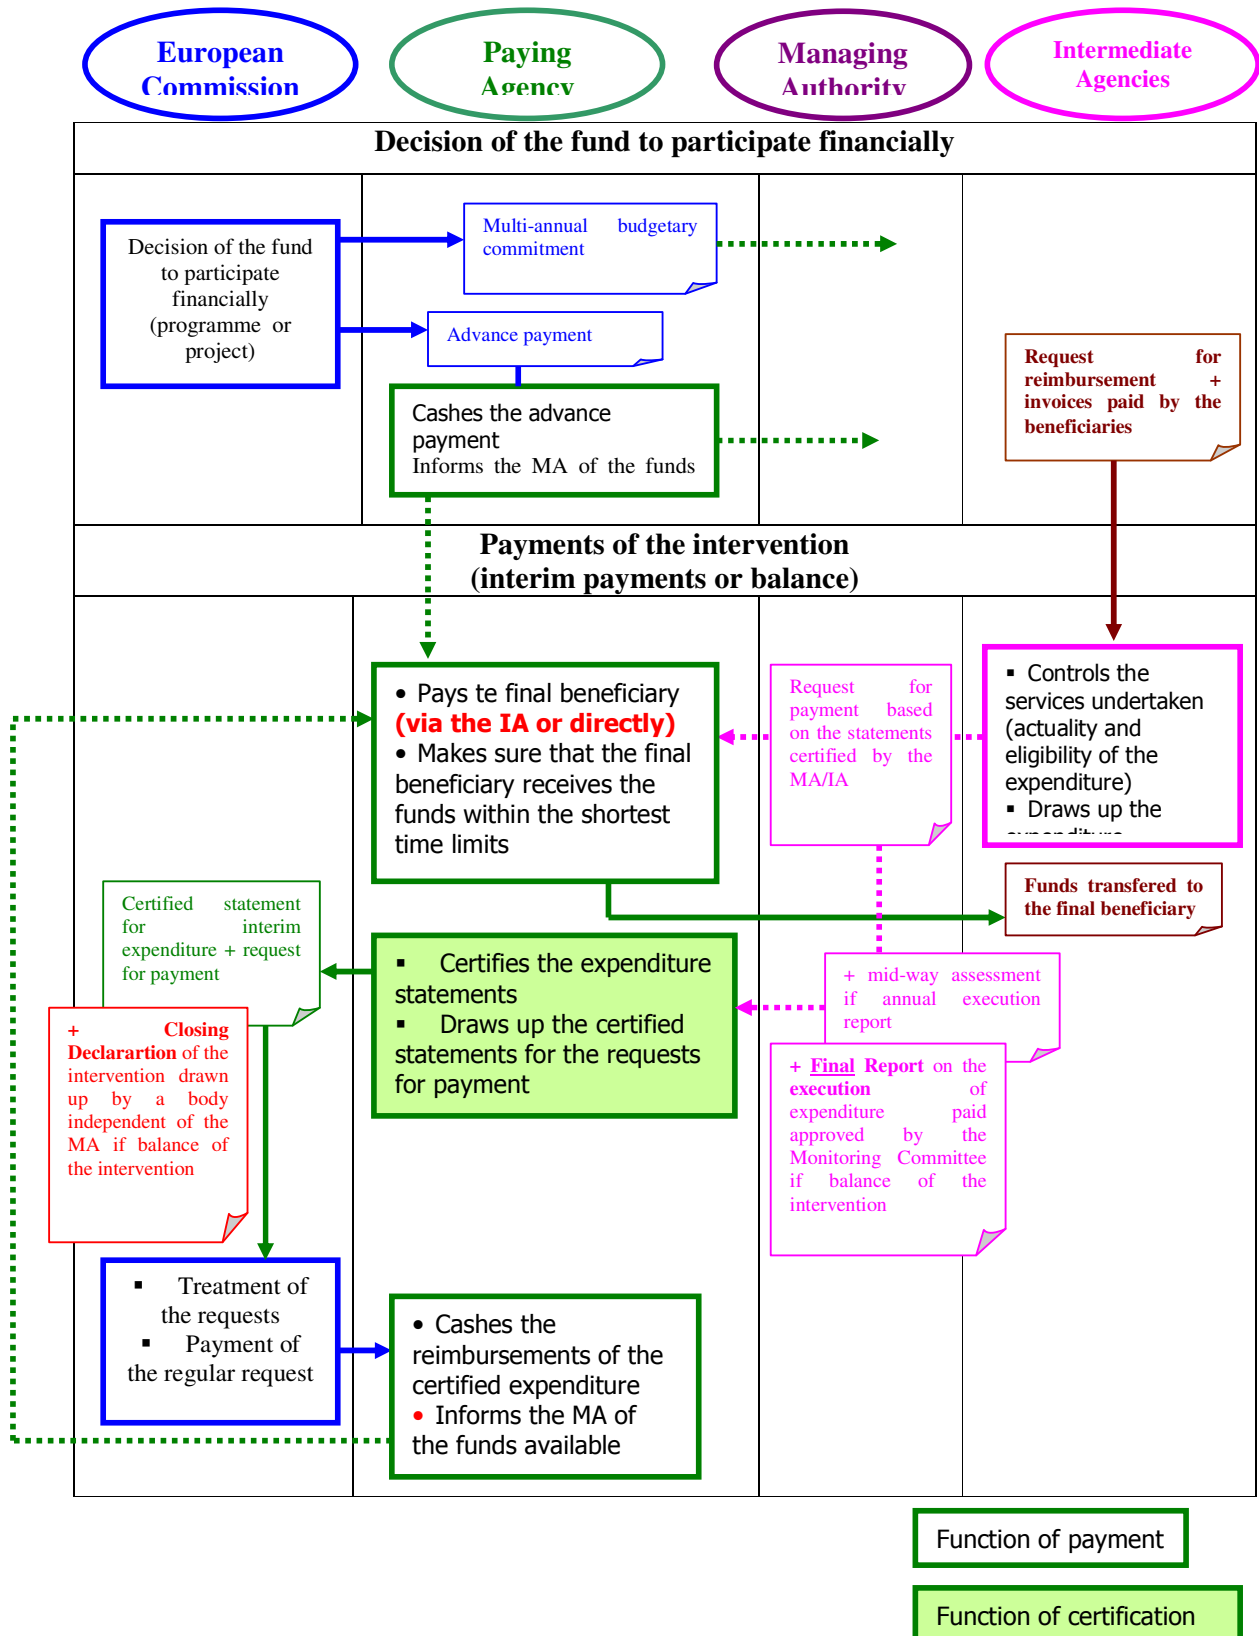 European
Commission
Paying
Agency
Managing
Authority
Intermediate
Agencies
Decision of the fund to participate financially
Decision of the fund
to participate
financially
(programme or
project)
Multi-annual budgetary
commitment
Advance payment
Cashes the advance
payment
Informs the MA of the funds
Request for
reimbursement +
invoices paid by the
beneficiaries
Payments of the intervention
(interim payments or balance)
• Pays te final beneficiary
(via the IA or directly)
• Makes sure that the final
beneficiary receives the
funds within the shortest
time limits
Request for
payment based
on the statements
certified by the
MA/IA
▪ Controls the
services undertaken
(actuality and
eligibility of the
expenditure)
▪ Draws up the
expenditure
Funds transfered to
the final beneficiary
Certified statement
for interim
expenditure + request
for payment
▪ Certifies the expenditure
statements
▪ Draws up the certified
statements for the requests
for payment
+ mid-way assessment
if annual execution
report
+ Closing
Declarartion of the
intervention drawn
up by a body
independent of the
MA if balance of
the intervention
+ Final Report on the
execution of
expenditure paid
approved by the
Monitoring Committee
if balance of the
intervention
▪ Treatment of
the requests
▪ Payment of
the regular request
• Cashes the
reimbursements of the
certified expenditure
• Informs the MA of
the funds available
Function of payment
Function of certification